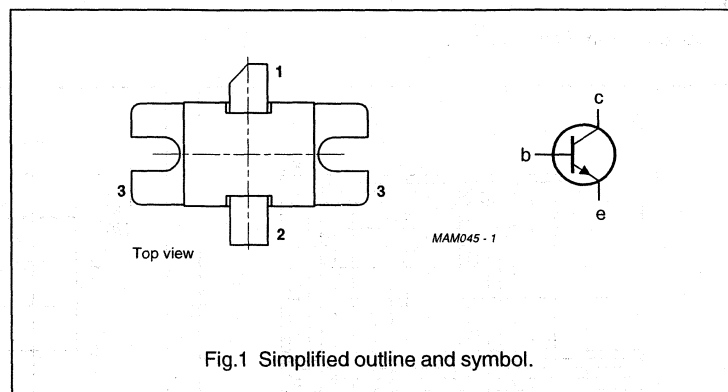 1
c
b
3
3
e
2
Top view
MAM045 - 1
Fig.1 Simplified outline and symbol.